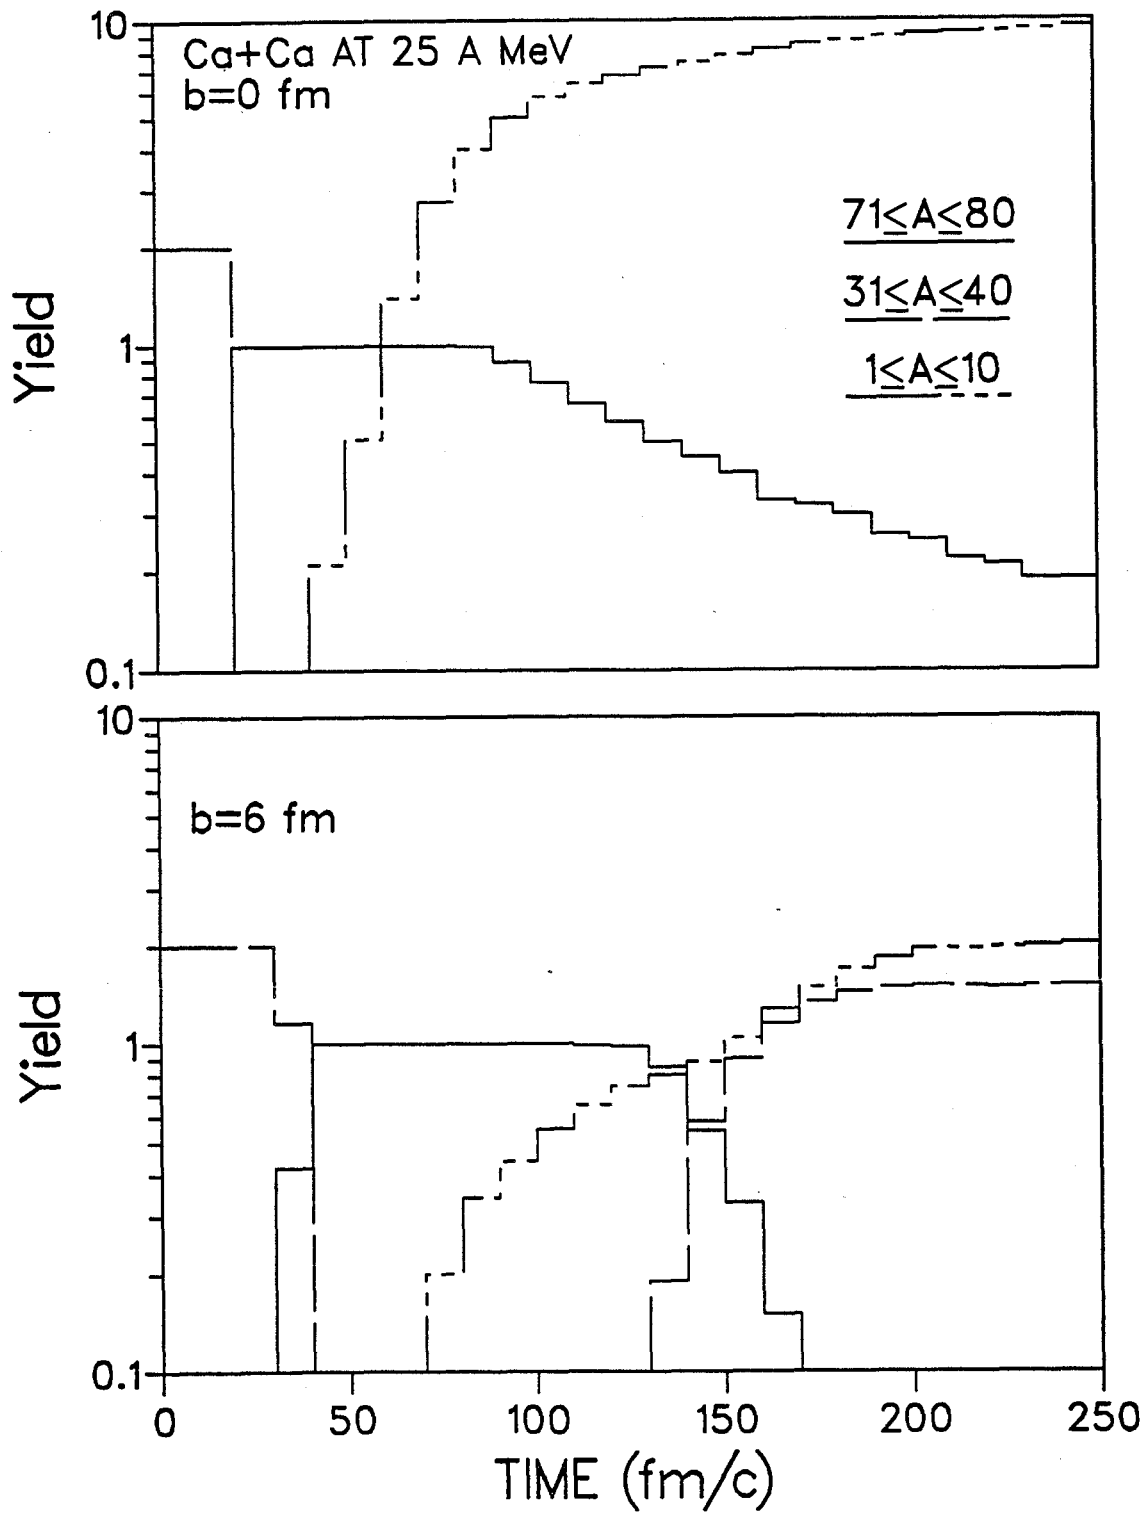 10
Ca+Ca AT 25 A MeV
b=0 fm
71≤A≤80
31≤A≤40
1≤A≤10
Yield
1
0.1
10
b=6 fm
Yield
1
0.1
0 50 100 150 200 250
TIME (fm/c)